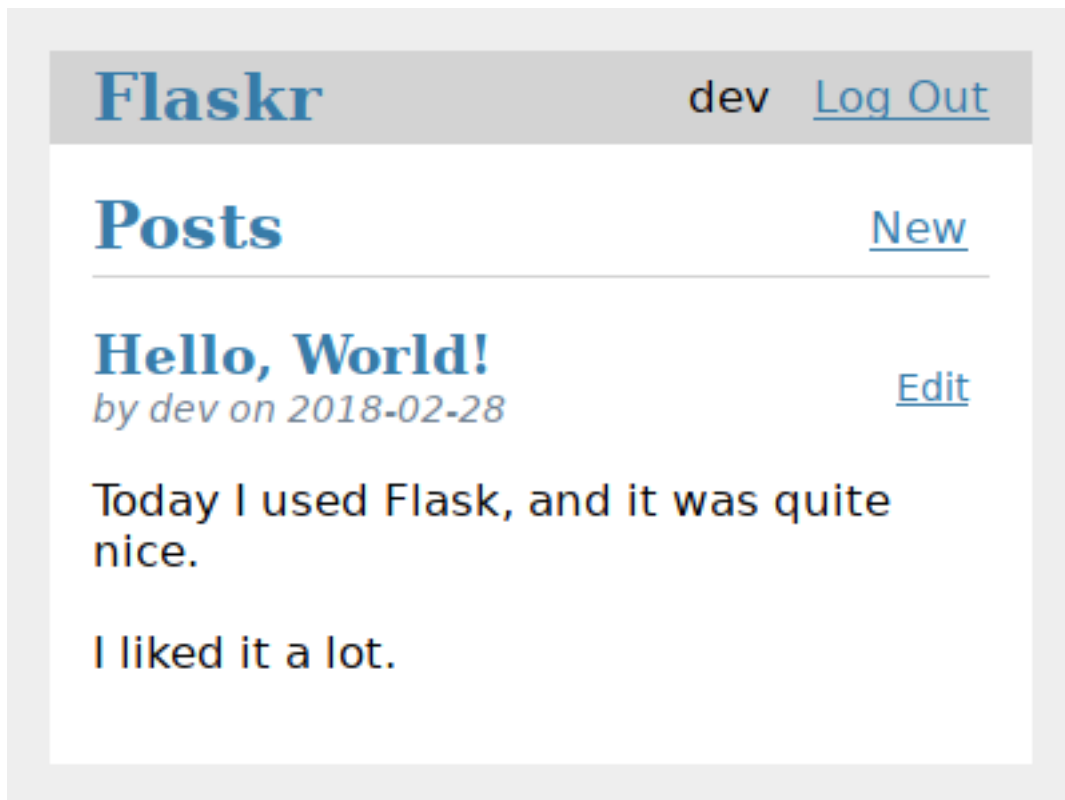 Flaskr dev Log Out
Posts New
Hello, World!
by dev on 2018-02-28 Edit
Today I used Flask, and it was quite
nice.
I liked it a lot.